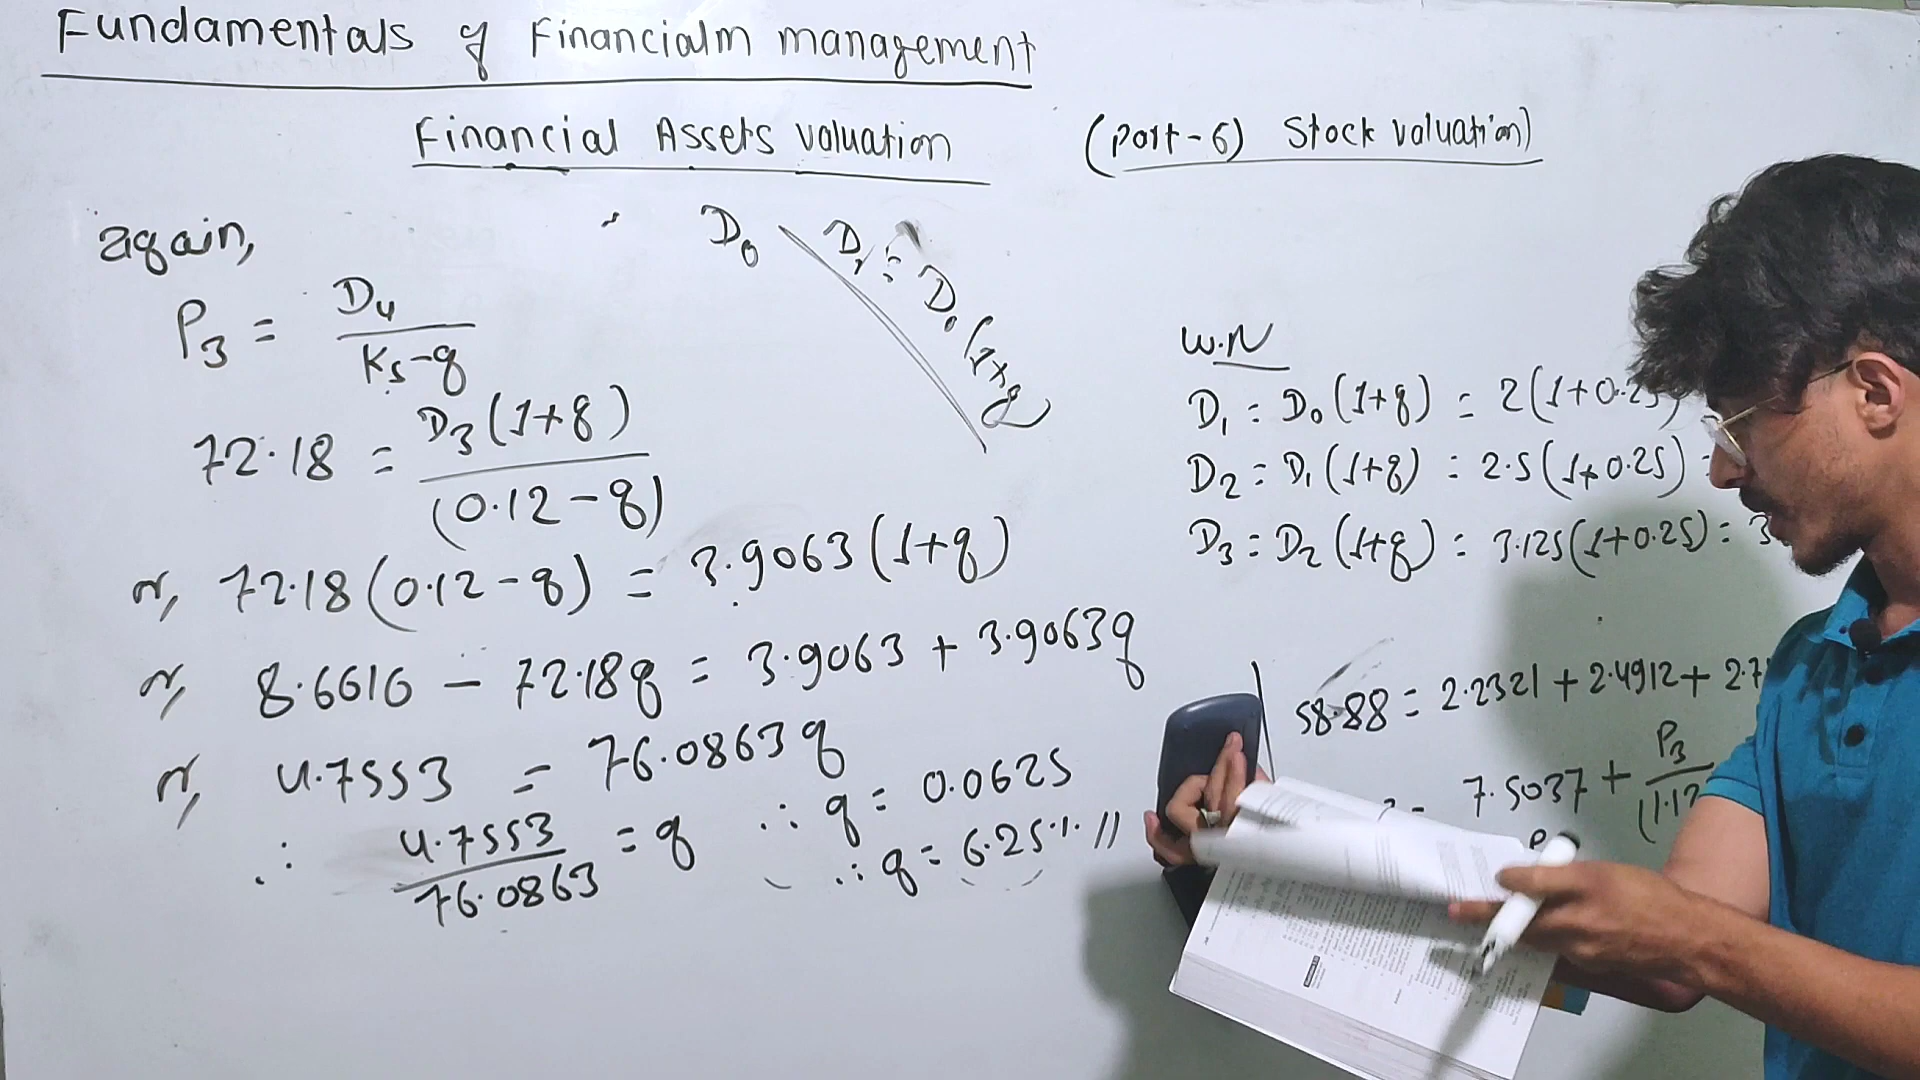 Fundamentals of Financialm management
Financial Assets valuation
(part-6) Stock valuation)
again,
P3 = D4 / Ks-g
72.18 = D3(1+g) / (0.12-g)
or, 72.18(0.12-g) = 3.9063(1+g)
or, 8.6616 - 72.18g = 3.9063 + 3.9063g
or, 4.7553 = 76.0863g
∴ 4.7553 / 76.0863 = g ∴ g = 0.0625
∴ g = 6.25% //
D0
D1 = D0(1+g
W.N
D1 = D0(1+g) = 2(1+0.25)
D2 = D1(1+g) = 2.5(1+0.25) =
D3 = D2(1+g) = 3.125(1+0.25) = 3
58.88 = 2.2321 + 2.4912 + 2.7
= 7.5037 + P3 / (1.12
P